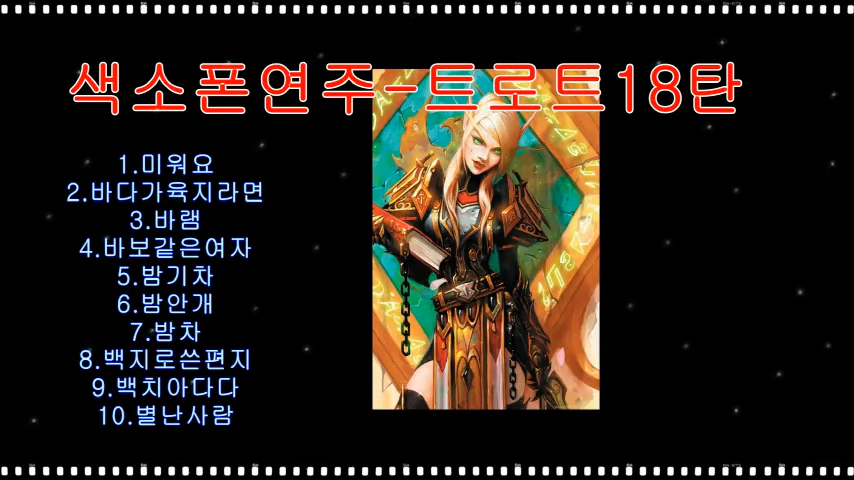 색소폰연주-트로트18탄
1.미워요
2.바다가육지라면
3.바램
4.바보같은여자
5.밤기차
6.밤안개
7.밤차
8.백지로쓴편지
9.백치아다다
10.별난사람